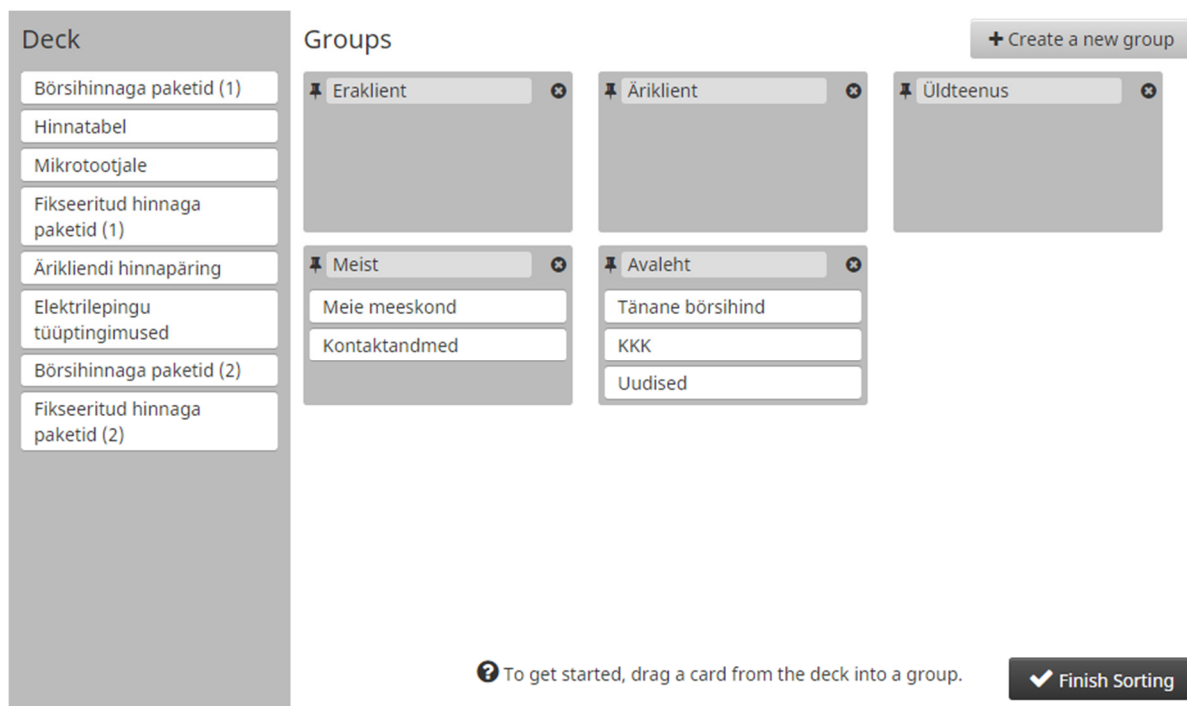 Deck
Börsihinnaga paketid (1)
Hinnatabel
Mikrotootjale
Fikseeritud hinnaga
paketid (1)
Ärikliendi hinnapäring
Elektrilepingu
tüüptingimused
Börsihinnaga paketid (2)
Fikseeritud hinnaga
paketid (2)
Groups
Create a new group
Eraklient
Äriklient
Üldteenus
Meist
Meie meeskond
Kontaktandmed
Avaleht
Tänane börsihind
KKK
Uudised
To get started, drag a card from the deck into a group.
Finish Sorting